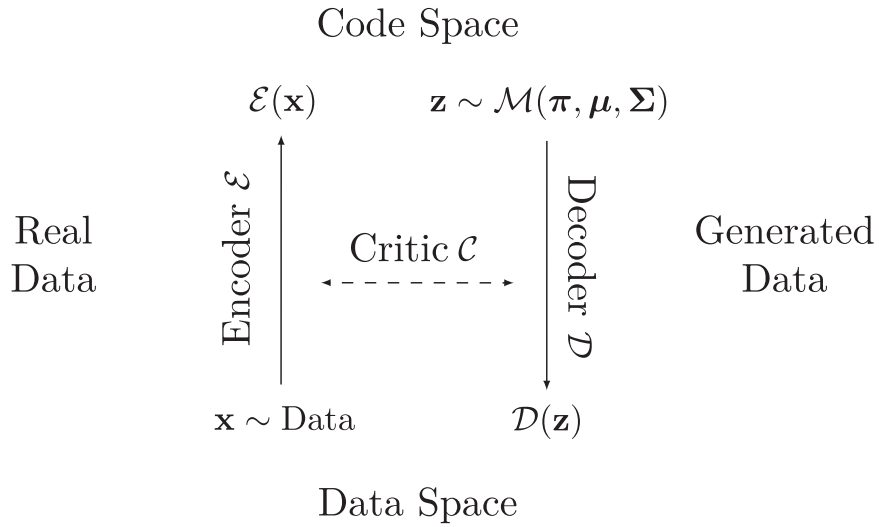 Code Space
ℰ(𝐱)
𝐳 ∼ ℳ(𝛑, 𝛍, 𝚺)
Real
Data
Encoder ℰ
Critic 𝒞
Decoder 𝒟
Generated
Data
𝐱 ∼ Data
𝒟(𝐳)
Data Space